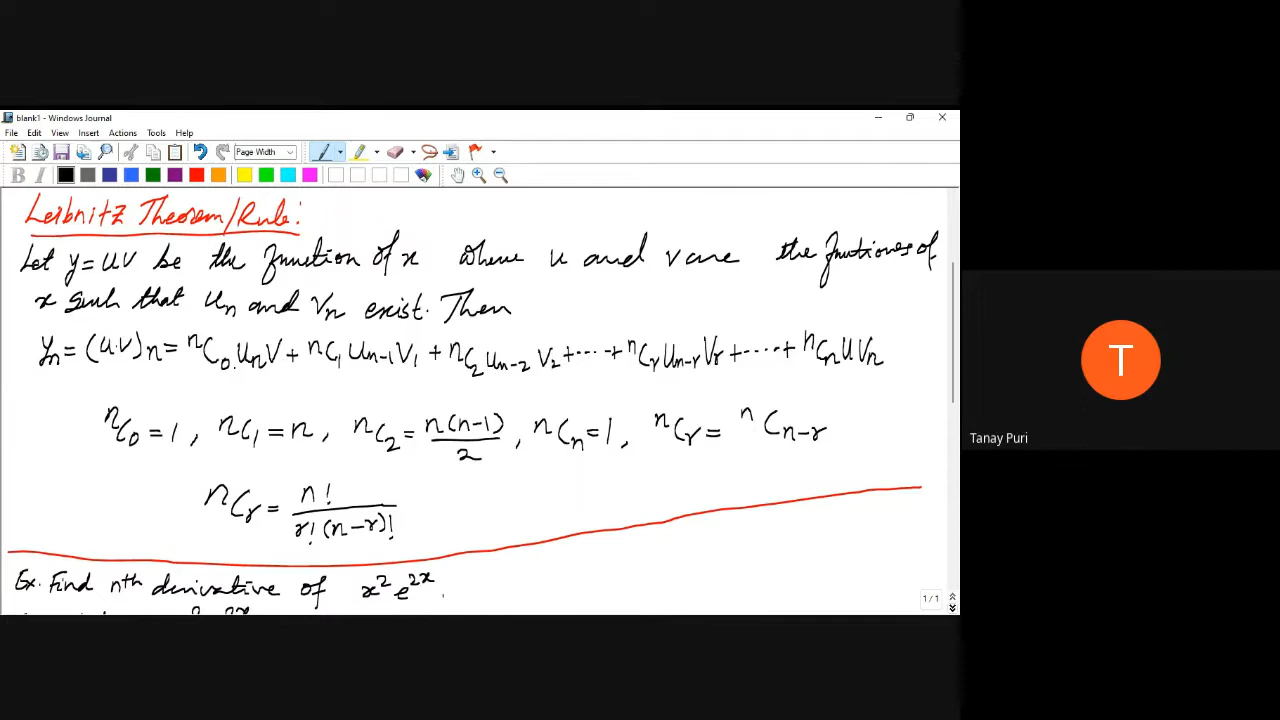 blank1 - Windows Journal
File Edit View Insert Actions Tools Help
Page Width
B I
Leibnitz Theorem/Rule:
Let y = uv be the function of x where u and v are the functiones of
x such that uₙ and vₙ exist. Then
yₙ = (u.v)ₙ = ⁿC₀.uₙv + ⁿC₁ uₙ₋₁v₁ + ⁿC₂ uₙ₋₂ v₂ + ---- + ⁿCᵣ uₙ₋ᵣ vᵣ + ---- + ⁿCₙ u vₙ
ⁿC₀ = 1, ⁿC₁ = n, ⁿC₂ = n(n-1)/2, ⁿCₙ = 1, ⁿCᵣ = ⁿCₙ₋ᵣ
ⁿCᵣ = n!/r!(n-r)!
Ex. Find nᵗʰ derivative of x² e²ˣ.
1 / 1
T
Tanay Puri